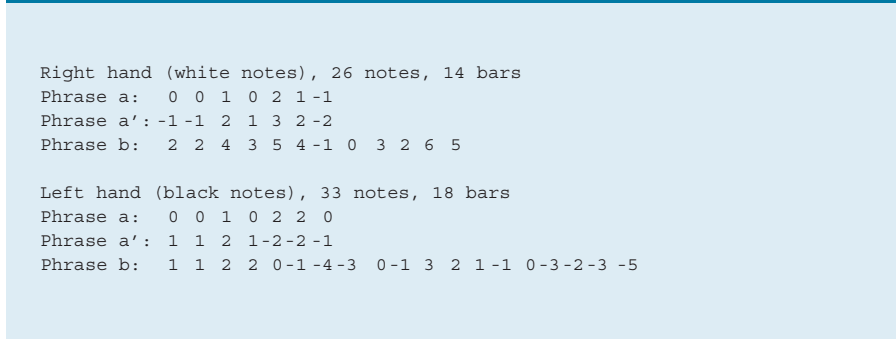 Right hand (white notes), 26 notes, 14 bars
Phrase a: 0 0 1 0 2 1 -1
Phrase a’: -1 -1 2 1 3 2 -2
Phrase b: 2 2 4 3 5 4 -1 0 3 2 6 5
Left hand (black notes), 33 notes, 18 bars
Phrase a: 0 0 1 0 2 2 0
Phrase a’: 1 1 2 1 -2 -2 -1
Phrase b: 1 1 2 2 0 -1 -4 -3 0 -1 3 2 1 -1 0 -3 -2 -3 -5